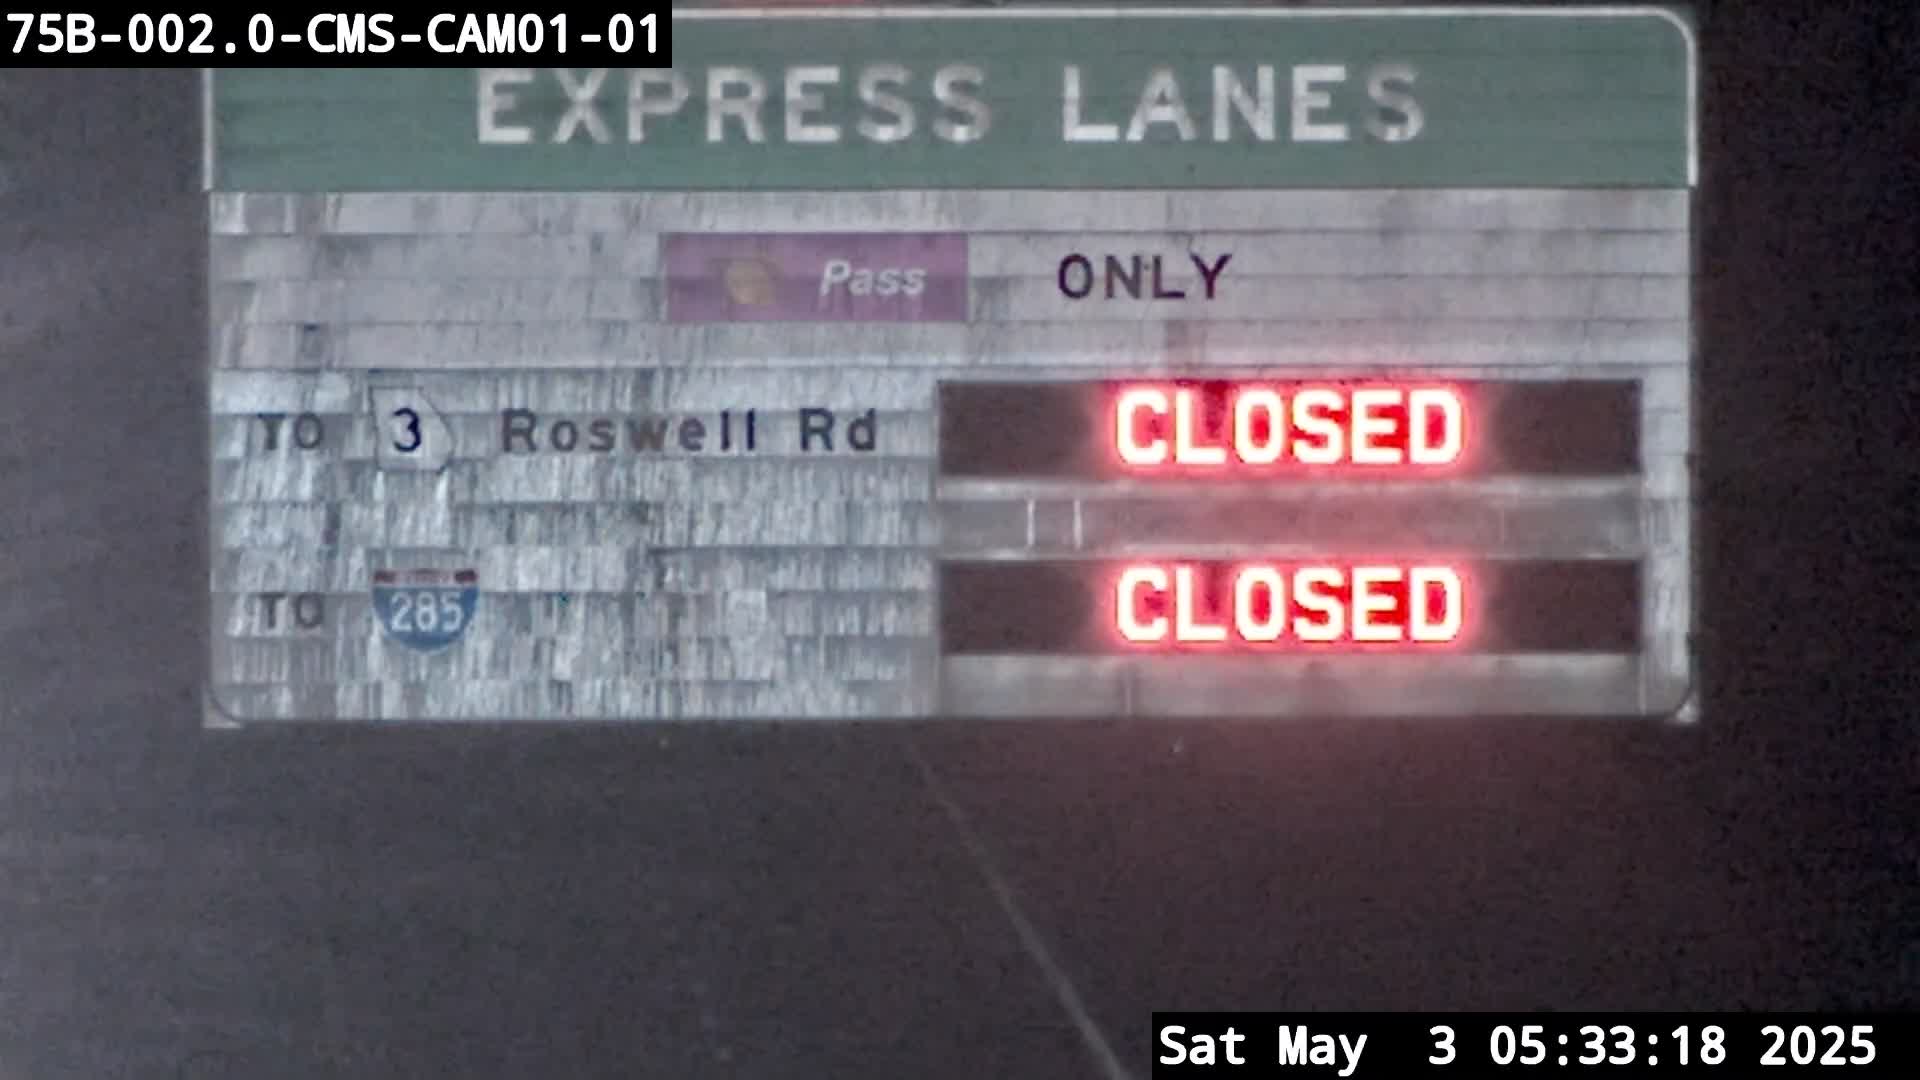 75B-002.0-CMS-CAM01-01
EXPRESS LANES
Pass ONLY
TO 3 Roswell Rd CLOSED
TO 285 CLOSED
Sat May 3 05:33:18 2025